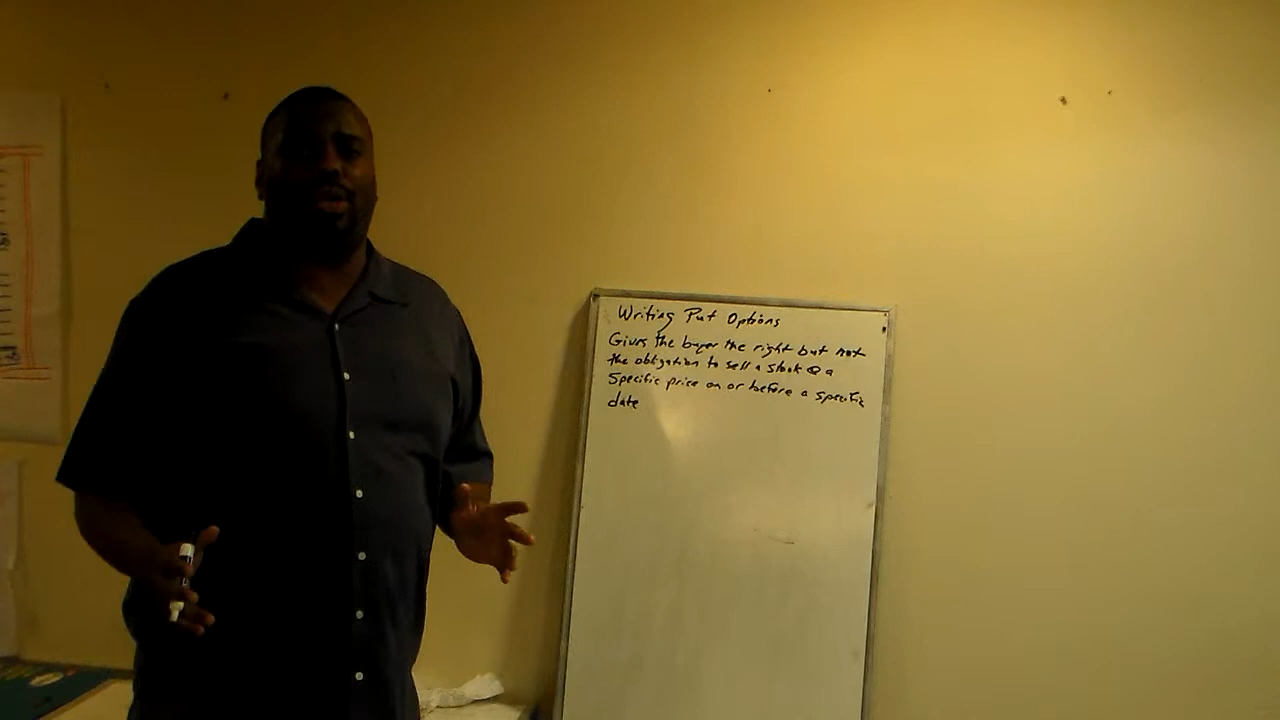 Writing Put Options
Gives the buyer the right but not
the obligation to sell a stock @ a
Specific price on or before a specific
date